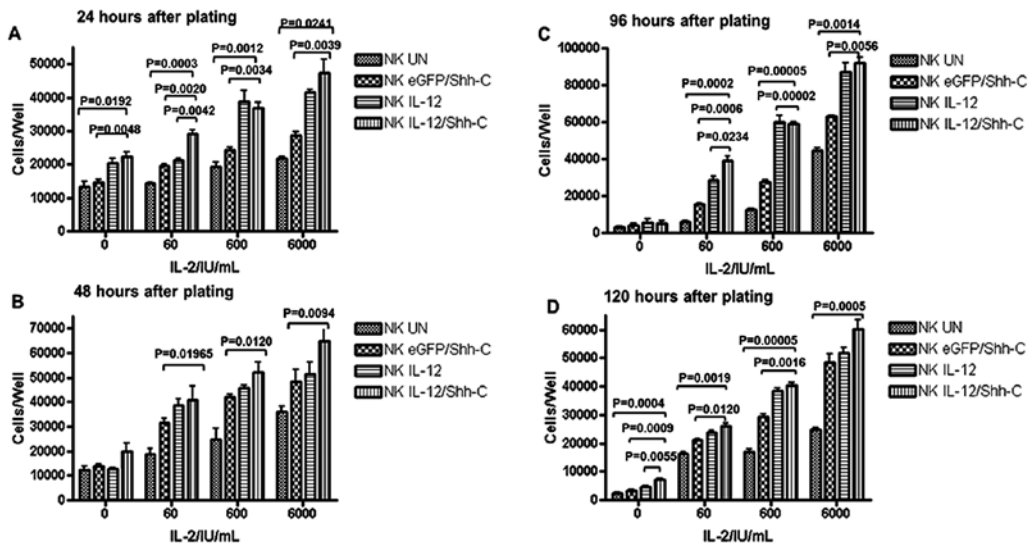 24 hours after plating
A
P=0.0241
P=0.0012
P=0.0003
P=0.0039
P=0.0034
P=0.0020
P=0.0192
P=0.0042
P=0.0048
50000
40000
30000
20000
10000
0
Cells/Well
0 60 600 6000
IL-2/IU/mL
NK UN
NK eGFP/Shh-C
NK IL-12
NK IL-12/Shh-C
48 hours after plating
B
P=0.0094
P=0.0120
P=0.01965
70000
60000
50000
40000
30000
20000
10000
0
Cells/Well
0 60 600 6000
IL-2/IU/mL
NK UN
NK eGFP/Shh-C
NK IL-12
NK IL-12/Shh-C
96 hours after plating
C
P=0.0014
P=0.0056
P=0.0002
P=0.00005
P=0.0006
P=0.00002
P=0.0234
100000
80000
60000
40000
20000
0
Cells/Well
0 60 600 6000
IL-2/IU/mL
NK UN
NK eGFP/Shh-C
NK IL-12
NK IL-12/Shh-C
120 hours after plating
D
P=0.0005
P=0.00005
P=0.0016
P=0.0019
P=0.0120
P=0.0004
P=0.0009
P=0.0055
600000
500000
400000
300000
20000
10000
0
Cells/Well
0 60 600 6000
IL-2/IU/mL
NK UN
NK eGFP/Shh-C
NK IL-12
NK IL-12/Shh-C